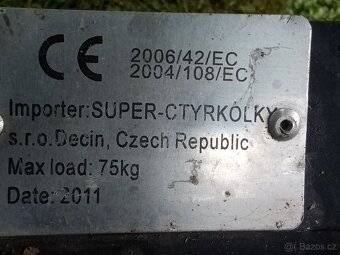 CE 2006/42/EC
2004/108/EC
Importer:SUPER-CTYRKOLKY
s.r.o.Decin, Czech Republic
Max load: 75kg
Date: 2011
Bazos.cz